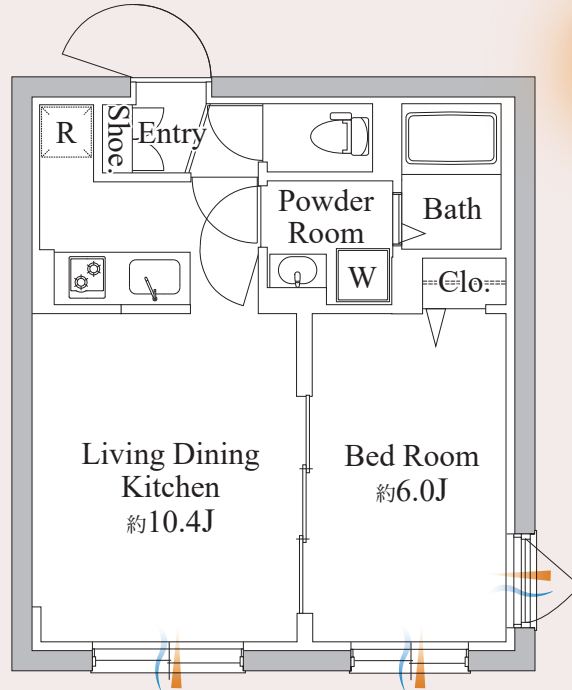 R
Shoe.
Entry
Powder
Room
Bath
W
Clo.
Living Dining
Kitchen
約10.4J
Bed Room
約6.0J